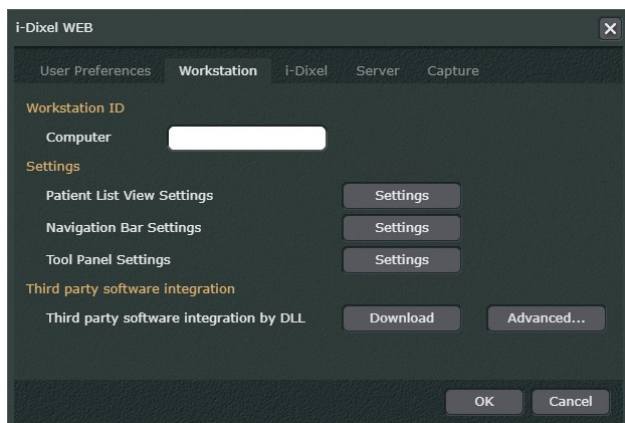 i-Dixel WEB
User Preferences Workstation i-Dixel Server Capture
Workstation ID
Computer
Settings
Patient List View Settings Settings
Navigation Bar Settings Settings
Tool Panel Settings Settings
Third party software integration
Third party software integration by DLL Download Advanced...
OK Cancel